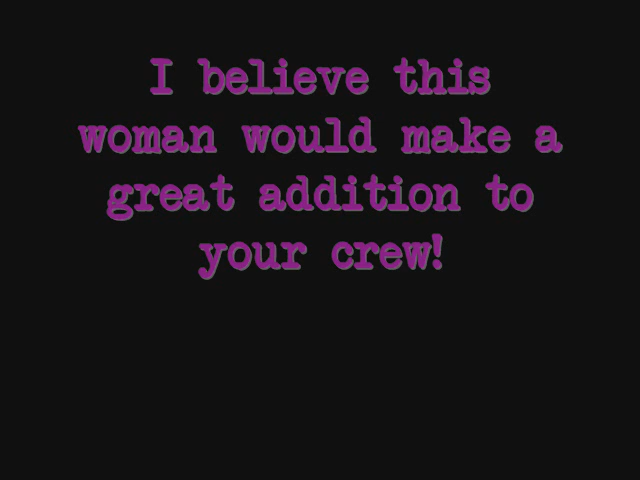 I believe this
woman would make a
great addition to
your crew!